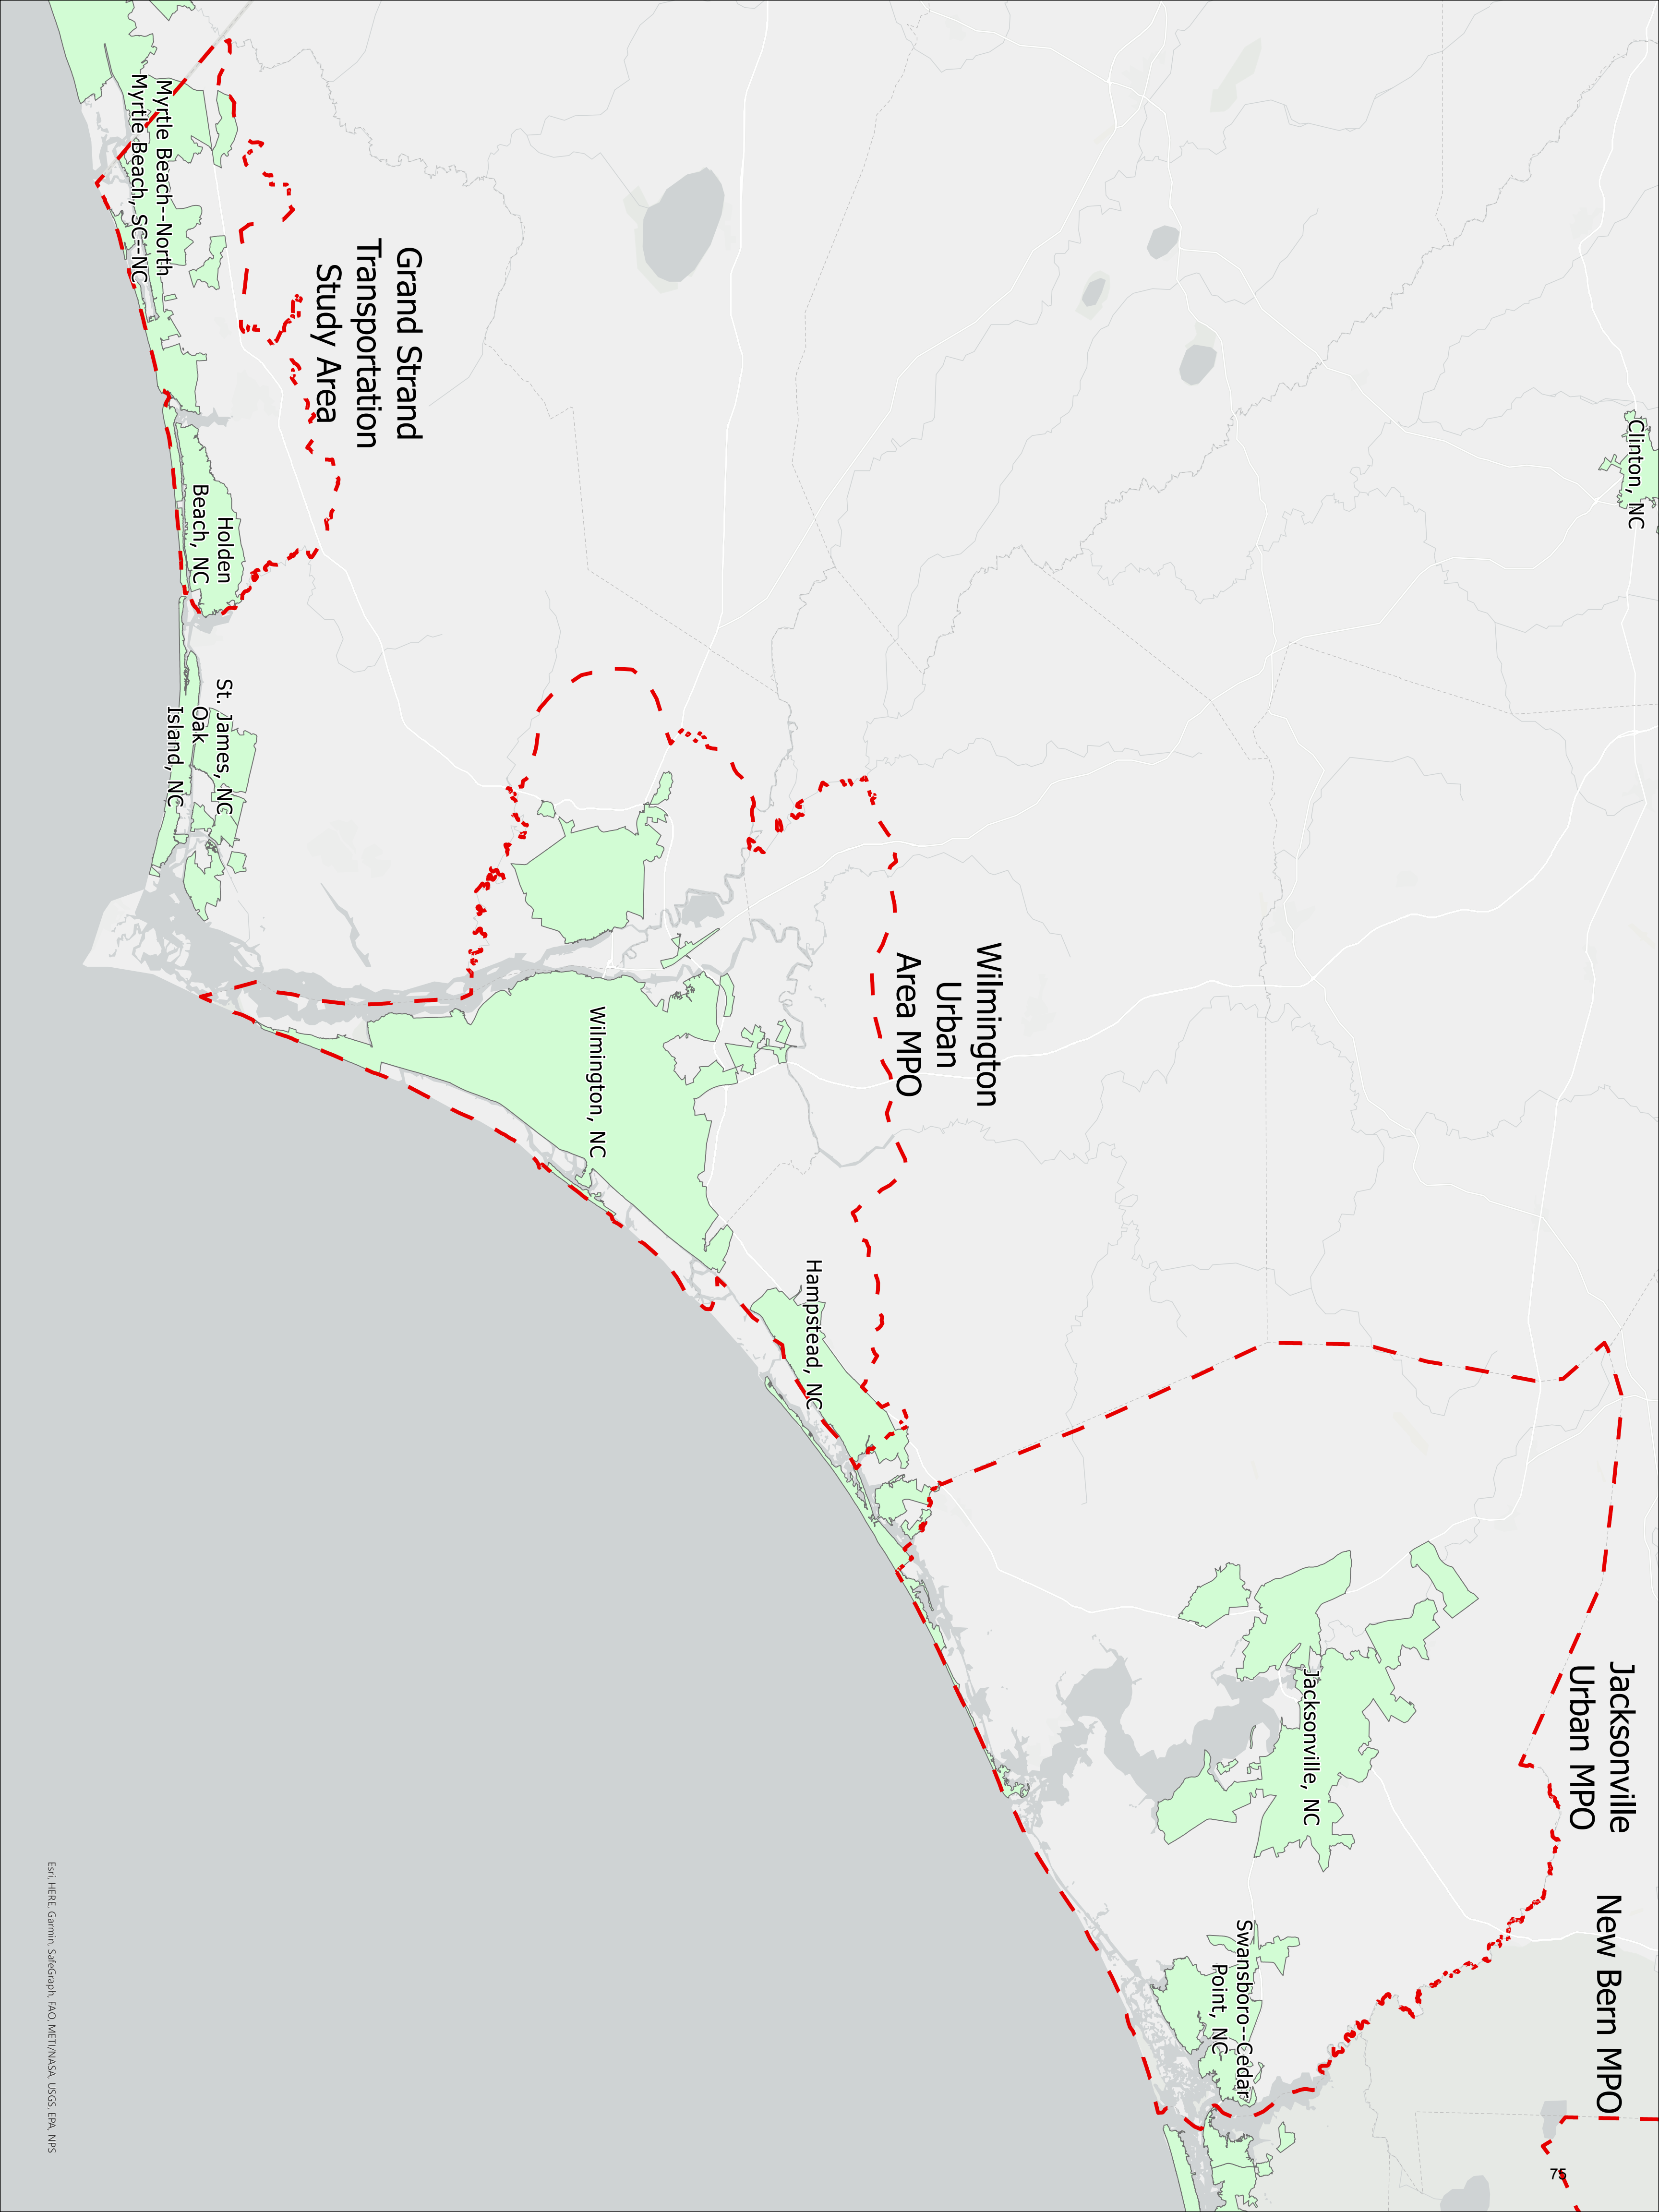 Clinton, NC
Jacksonville
Urban MPO
New Bern MPO
Jacksonville, NC
Swansboro--Cedar
Point, NC
Wilmington
Urban
Area MPO
Hampstead, NC
Wilmington, NC
Grand Strand
Transportation
Study Area
Myrtle Beach--North
Myrtle Beach, SC--NC
Holden
Beach, NC
St. James, NC
Oak
Island, NC
Esri, HERE, Garmin, SafeGraph, FAO, METI/NASA, USGS, EPA, NPS
75